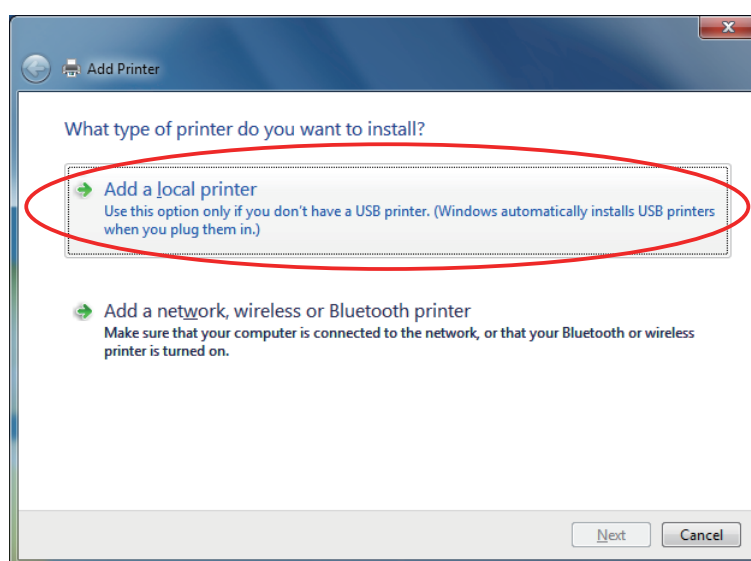 Add Printer
What type of printer do you want to install?
Add a local printer
Use this option only if you don't have a USB printer. (Windows automatically installs USB printers
when you plug them in.)
Add a network, wireless or Bluetooth printer
Make sure that your computer is connected to the network, or that your Bluetooth or wireless
printer is turned on.
Next Cancel